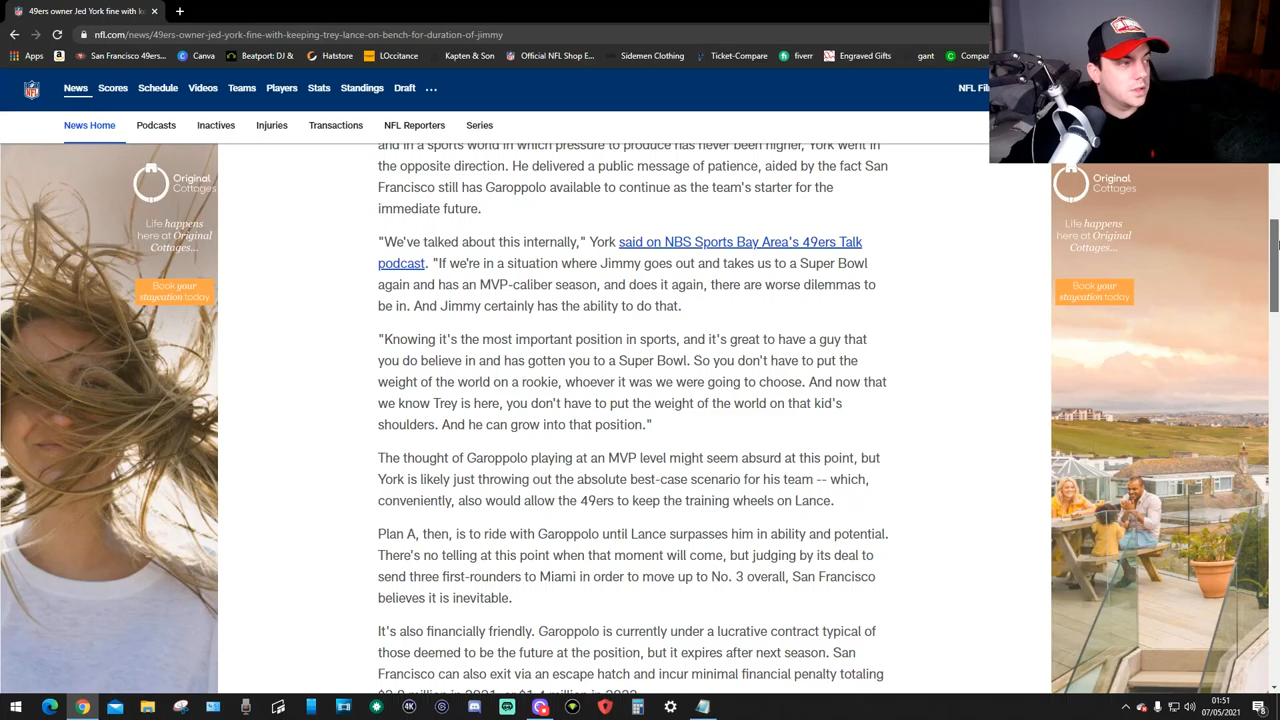 49ers owner Jed York fine with ke
nfl.com/news/49ers-owner-jed-york-fine-with-keeping-trey-lance-on-bench-for-duration-of-jimmy
Apps San Francisco 49ers... Canva Beatport: DJ &... Hatstore LOccitance Kapten & Son Official NFL Shop E... Sidemen Clothing Ticket-Compare fiverr Engraved Gifts gant Compar
News Scores Schedule Videos Teams Players Stats Standings Draft ... NFL Fil
News Home Podcasts Inactives Injuries Transactions NFL Reporters Series
and in a sports world in which pressure to produce has never been higher, York went in
the opposite direction. He delivered a public message of patience, aided by the fact San
Francisco still has Garoppolo available to continue as the team's starter for the
immediate future.
"We've talked about this internally," York said on NBS Sports Bay Area's 49ers Talk
podcast. "If we're in a situation where Jimmy goes out and takes us to a Super Bowl
again and has an MVP-caliber season, and does it again, there are worse dilemmas to
be in. And Jimmy certainly has the ability to do that.
"Knowing it's the most important position in sports, and it's great to have a guy that
you do believe in and has gotten you to a Super Bowl. So you don't have to put the
weight of the world on a rookie, whoever it was we were going to choose. And now that
we know Trey is here, you don't have to put the weight of the world on that kid's
shoulders. And he can grow into that position."
The thought of Garoppolo playing at an MVP level might seem absurd at this point, but
York is likely just throwing out the absolute best-case scenario for his team -- which,
conveniently, also would allow the 49ers to keep the training wheels on Lance.
Plan A, then, is to ride with Garoppolo until Lance surpasses him in ability and potential.
There's no telling at this point when that moment will come, but judging by its deal to
send three first-rounders to Miami in order to move up to No. 3 overall, San Francisco
believes it is inevitable.
It's also financially friendly. Garoppolo is currently under a lucrative contract typical of
those deemed to be the future at the position, but it expires after next season. San
Francisco can also exit via an escape hatch and incur minimal financial penalty totaling
Original
Cottages
Life happens
here at Original
Cottages...
Book your
staycation today
Original
Cottages
Life happens
here at Original
Cottages...
Book your
staycation today
01:51
07/05/2021